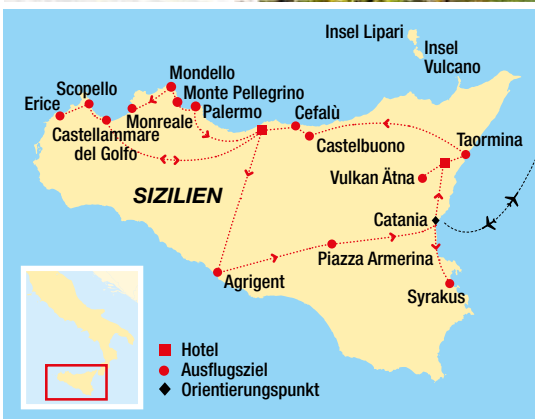 Insel Lipari
Insel
Vulcano
Mondello
Monte Pellegrino
Palermo
Scopello
Erice
Monreale
Castellammare
del Golfo
Cefalù
Castelbuono
Taormina
Vulkan Ätna
SIZILIEN
Catania
Piazza Armerina
Agrigent
Syrakus
Hotel
Ausflugsziel
Orientierungspunkt